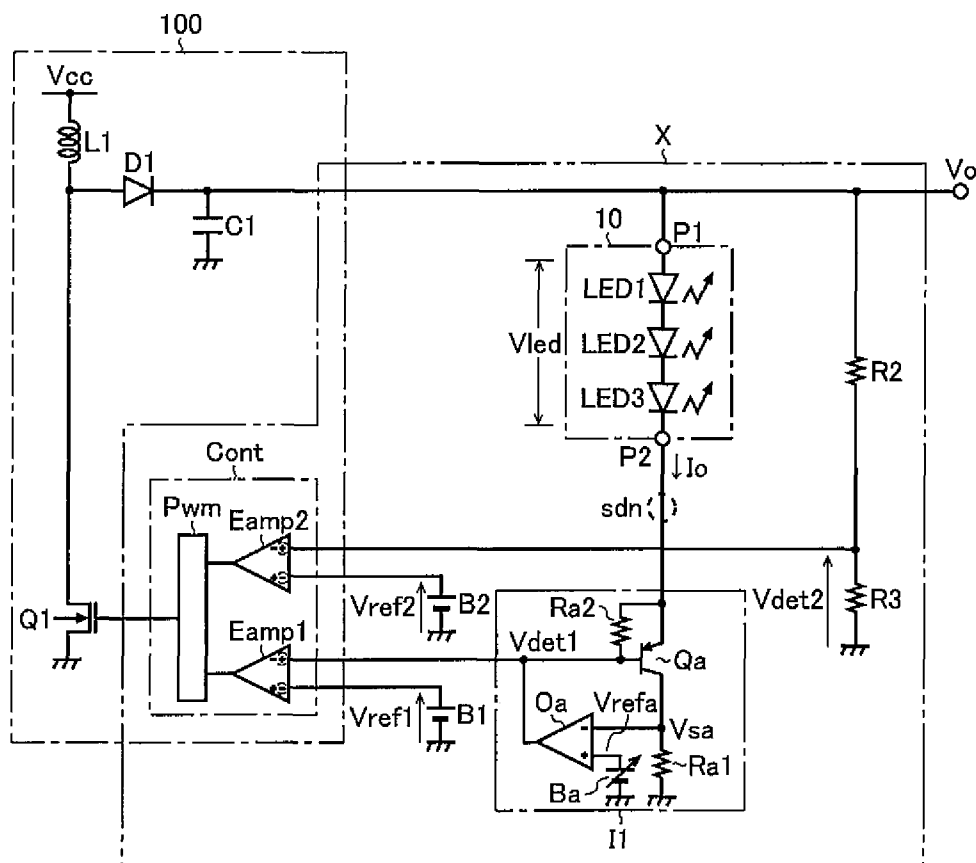 100
Vcc
L1
D1
C1
X
Vo
10
P1
LED1
LED2
LED3
Vled
P2
Io
sdn
R2
Cont
Pwm
Eamp2
- +
+ -
Vref2
B2
Vdet2
R3
Q1
Eamp1
- +
+ -
Vref1
B1
Vdet1
Ra2
Qa
Oa
Vrefa
-
+
Vsa
Ra1
Ba
I1